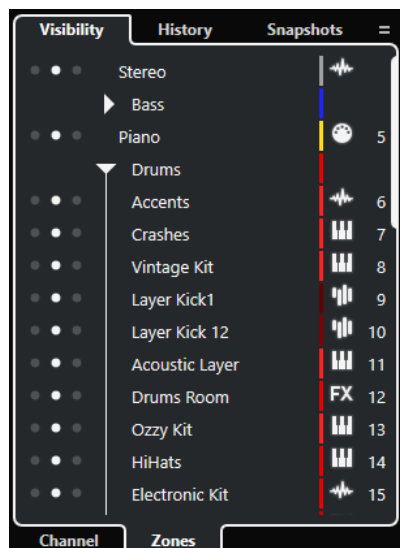 Visibility History Snapshots
Stereo
Bass
Piano 5
Drums
Accents 6
Crashes 7
Vintage Kit 8
Layer Kick1 9
Layer Kick 12 10
Acoustic Layer 11
Drums Room FX 12
Ozzy Kit 13
HiHats 14
Electronic Kit 15
Channel Zones